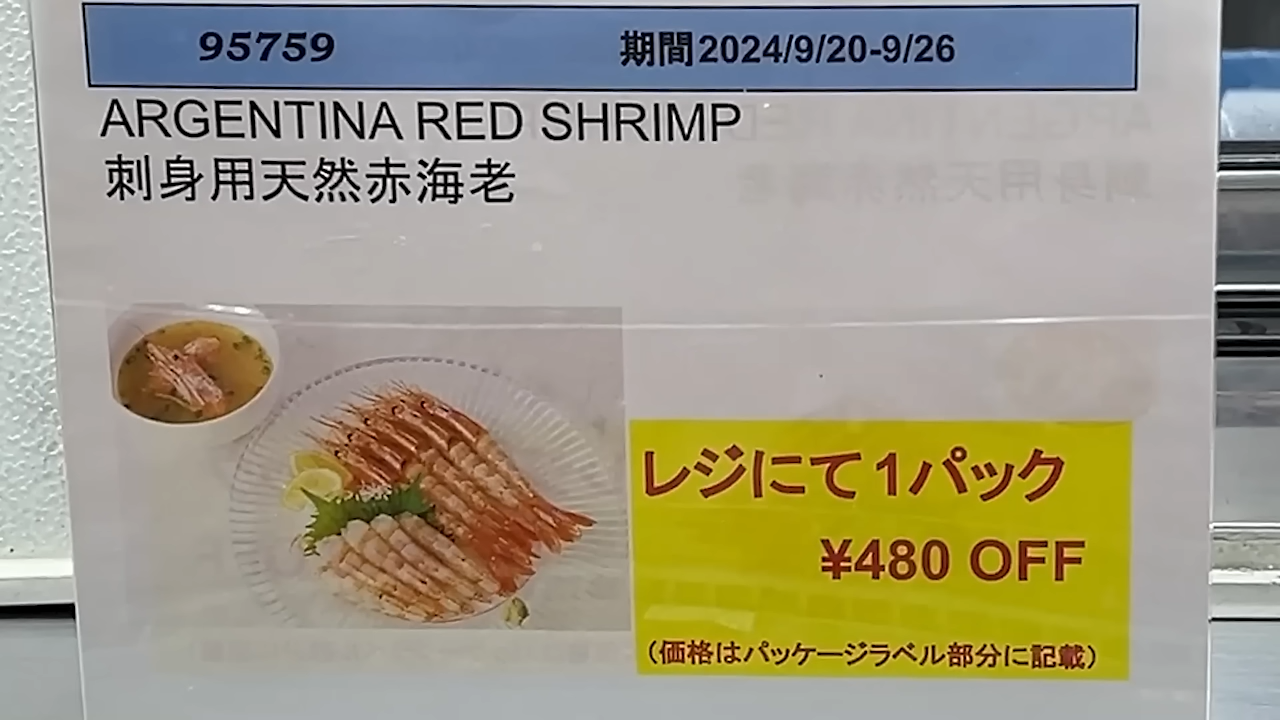 95759
期間2024/9/20-9/26
ARGENTINA RED SHRIMP
刺身用天然赤海老
レジにて1パック
¥480 OFF
（価格はパッケージラベル部分に記載）